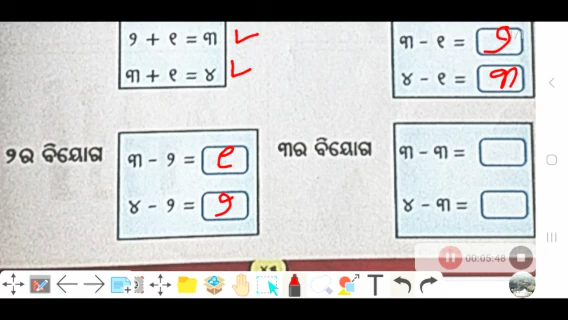 ୨ + ୧ = ୩
୩ + ୧ = ୪
୩ - ୧ = ୨
୪ - ୧ = ୩
୨ର ବିୟୋଗ
୩ - ୨ = ୧
୪ - ୨ = ୨
୩ର ବିୟୋଗ
୩ - ୩ =
୪ - ୩ =
00:05:48